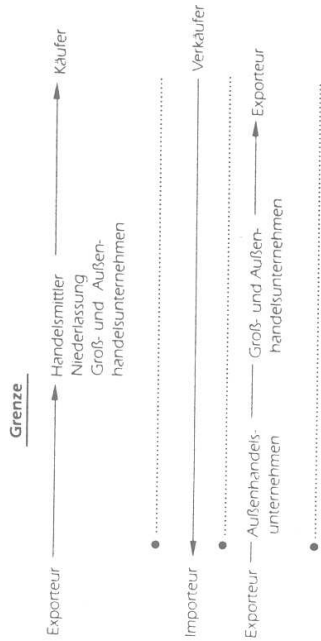 Grenze
Exporteur Handelsmittler Käufer
Niederlassung
Groß- und Außen-
handelsunternehmen
Importeur Verkäufer
Exporteur Außenhandels- Groß- und Außen- Exporteur
unternehmen handelsunternehmen